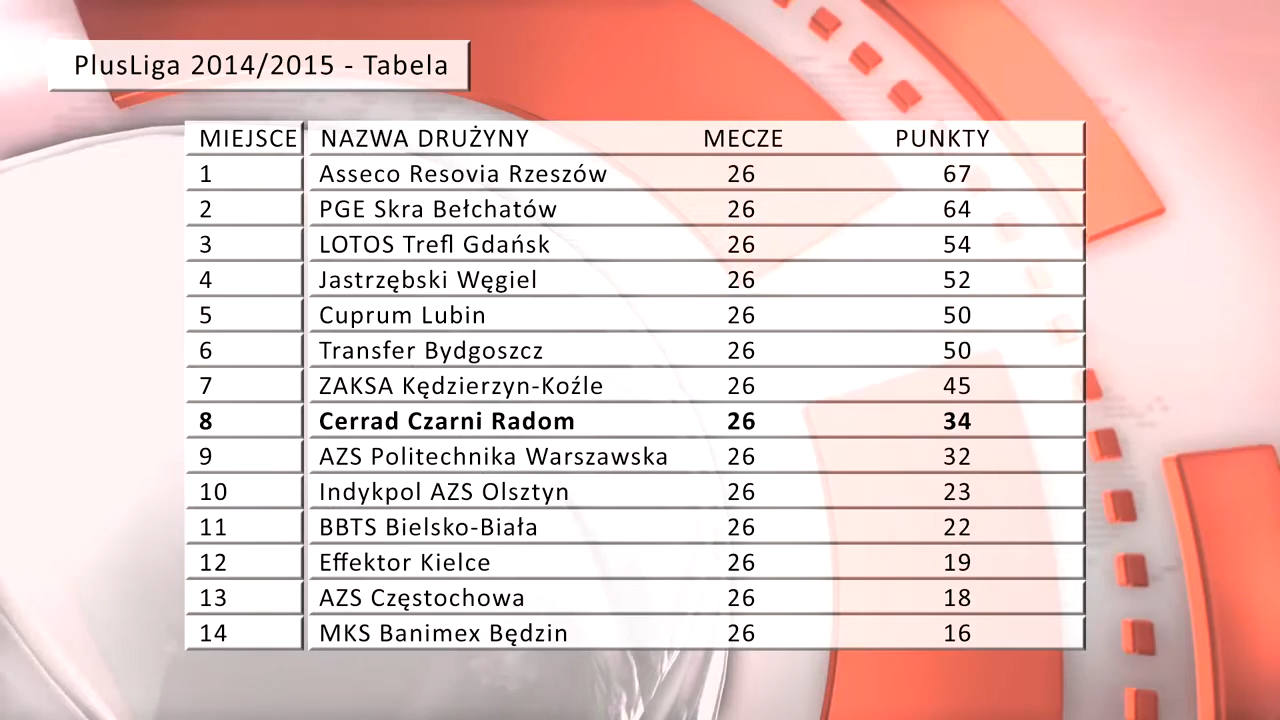 PlusLiga 2014/2015 - Tabela
MIEJSCE NAZWA DRUŻYNY MECZE PUNKTY
1 Asseco Resovia Rzeszów 26 67
2 PGE Skra Bełchatów 26 64
3 LOTOS Trefl Gdańsk 26 54
4 Jastrzębski Węgiel 26 52
5 Cuprum Lubin 26 50
6 Transfer Bydgoszcz 26 50
7 ZAKSA Kędzierzyn-Koźle 26 45
8 Cerrad Czarni Radom 26 34
9 AZS Politechnika Warszawska 26 32
10 Indykpol AZS Olsztyn 26 23
11 BBTS Bielsko-Biała 26 22
12 Effektor Kielce 26 19
13 AZS Częstochowa 26 18
14 MKS Banimex Będzin 26 16